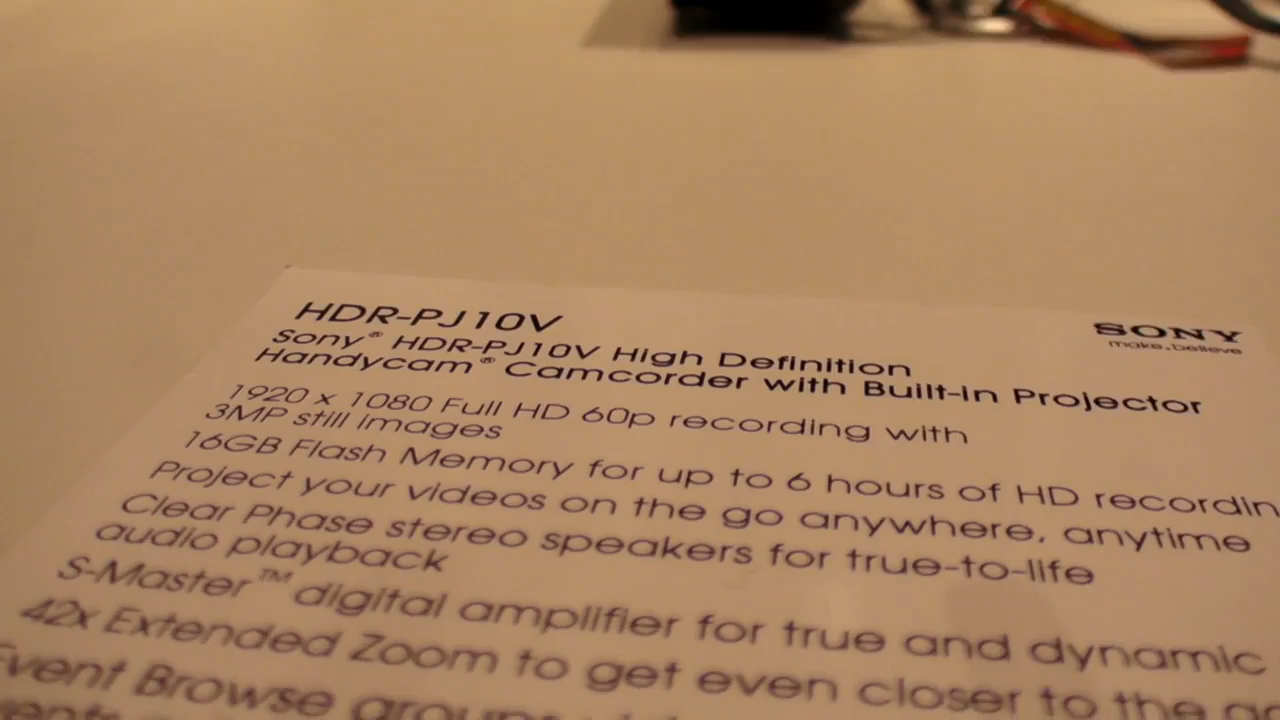 HDR-PJ10V
SONY
make.believe
Sony® HDR-PJ10V High Definition
Handycam® Camcorder with Built-in Projector
1920 x 1080 Full HD 60p recording with
3MP still images
16GB Flash Memory for up to 6 hours of HD recordin
Project your videos on the go anywhere, anytime
Clear Phase stereo speakers for true-to-life
audio playback
S-Master™ digital amplifier for true and dynamic
42x Extended Zoom to get even closer to the
Event Browse